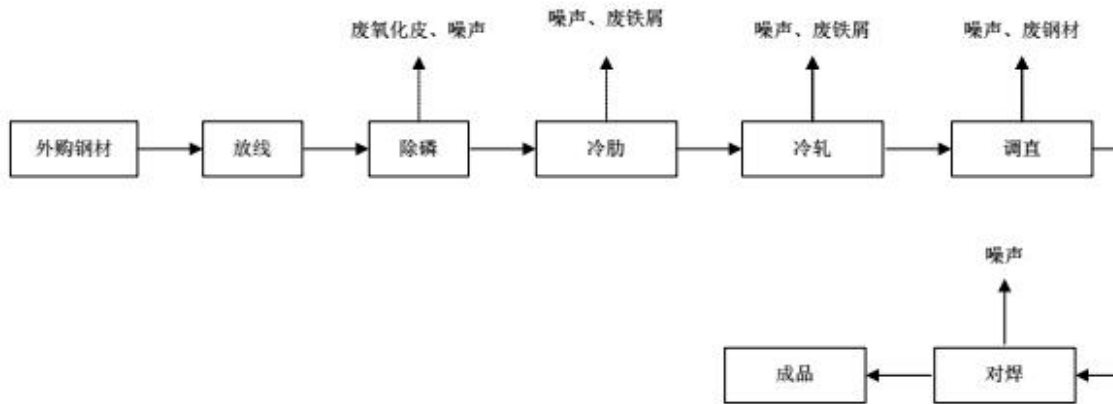 废氧化皮、噪声
噪声、废铁屑
噪声、废铁屑
噪声、废钢材
外购钢材
放线
除磷
冷肋
冷轧
调直
噪声
成品
对焊